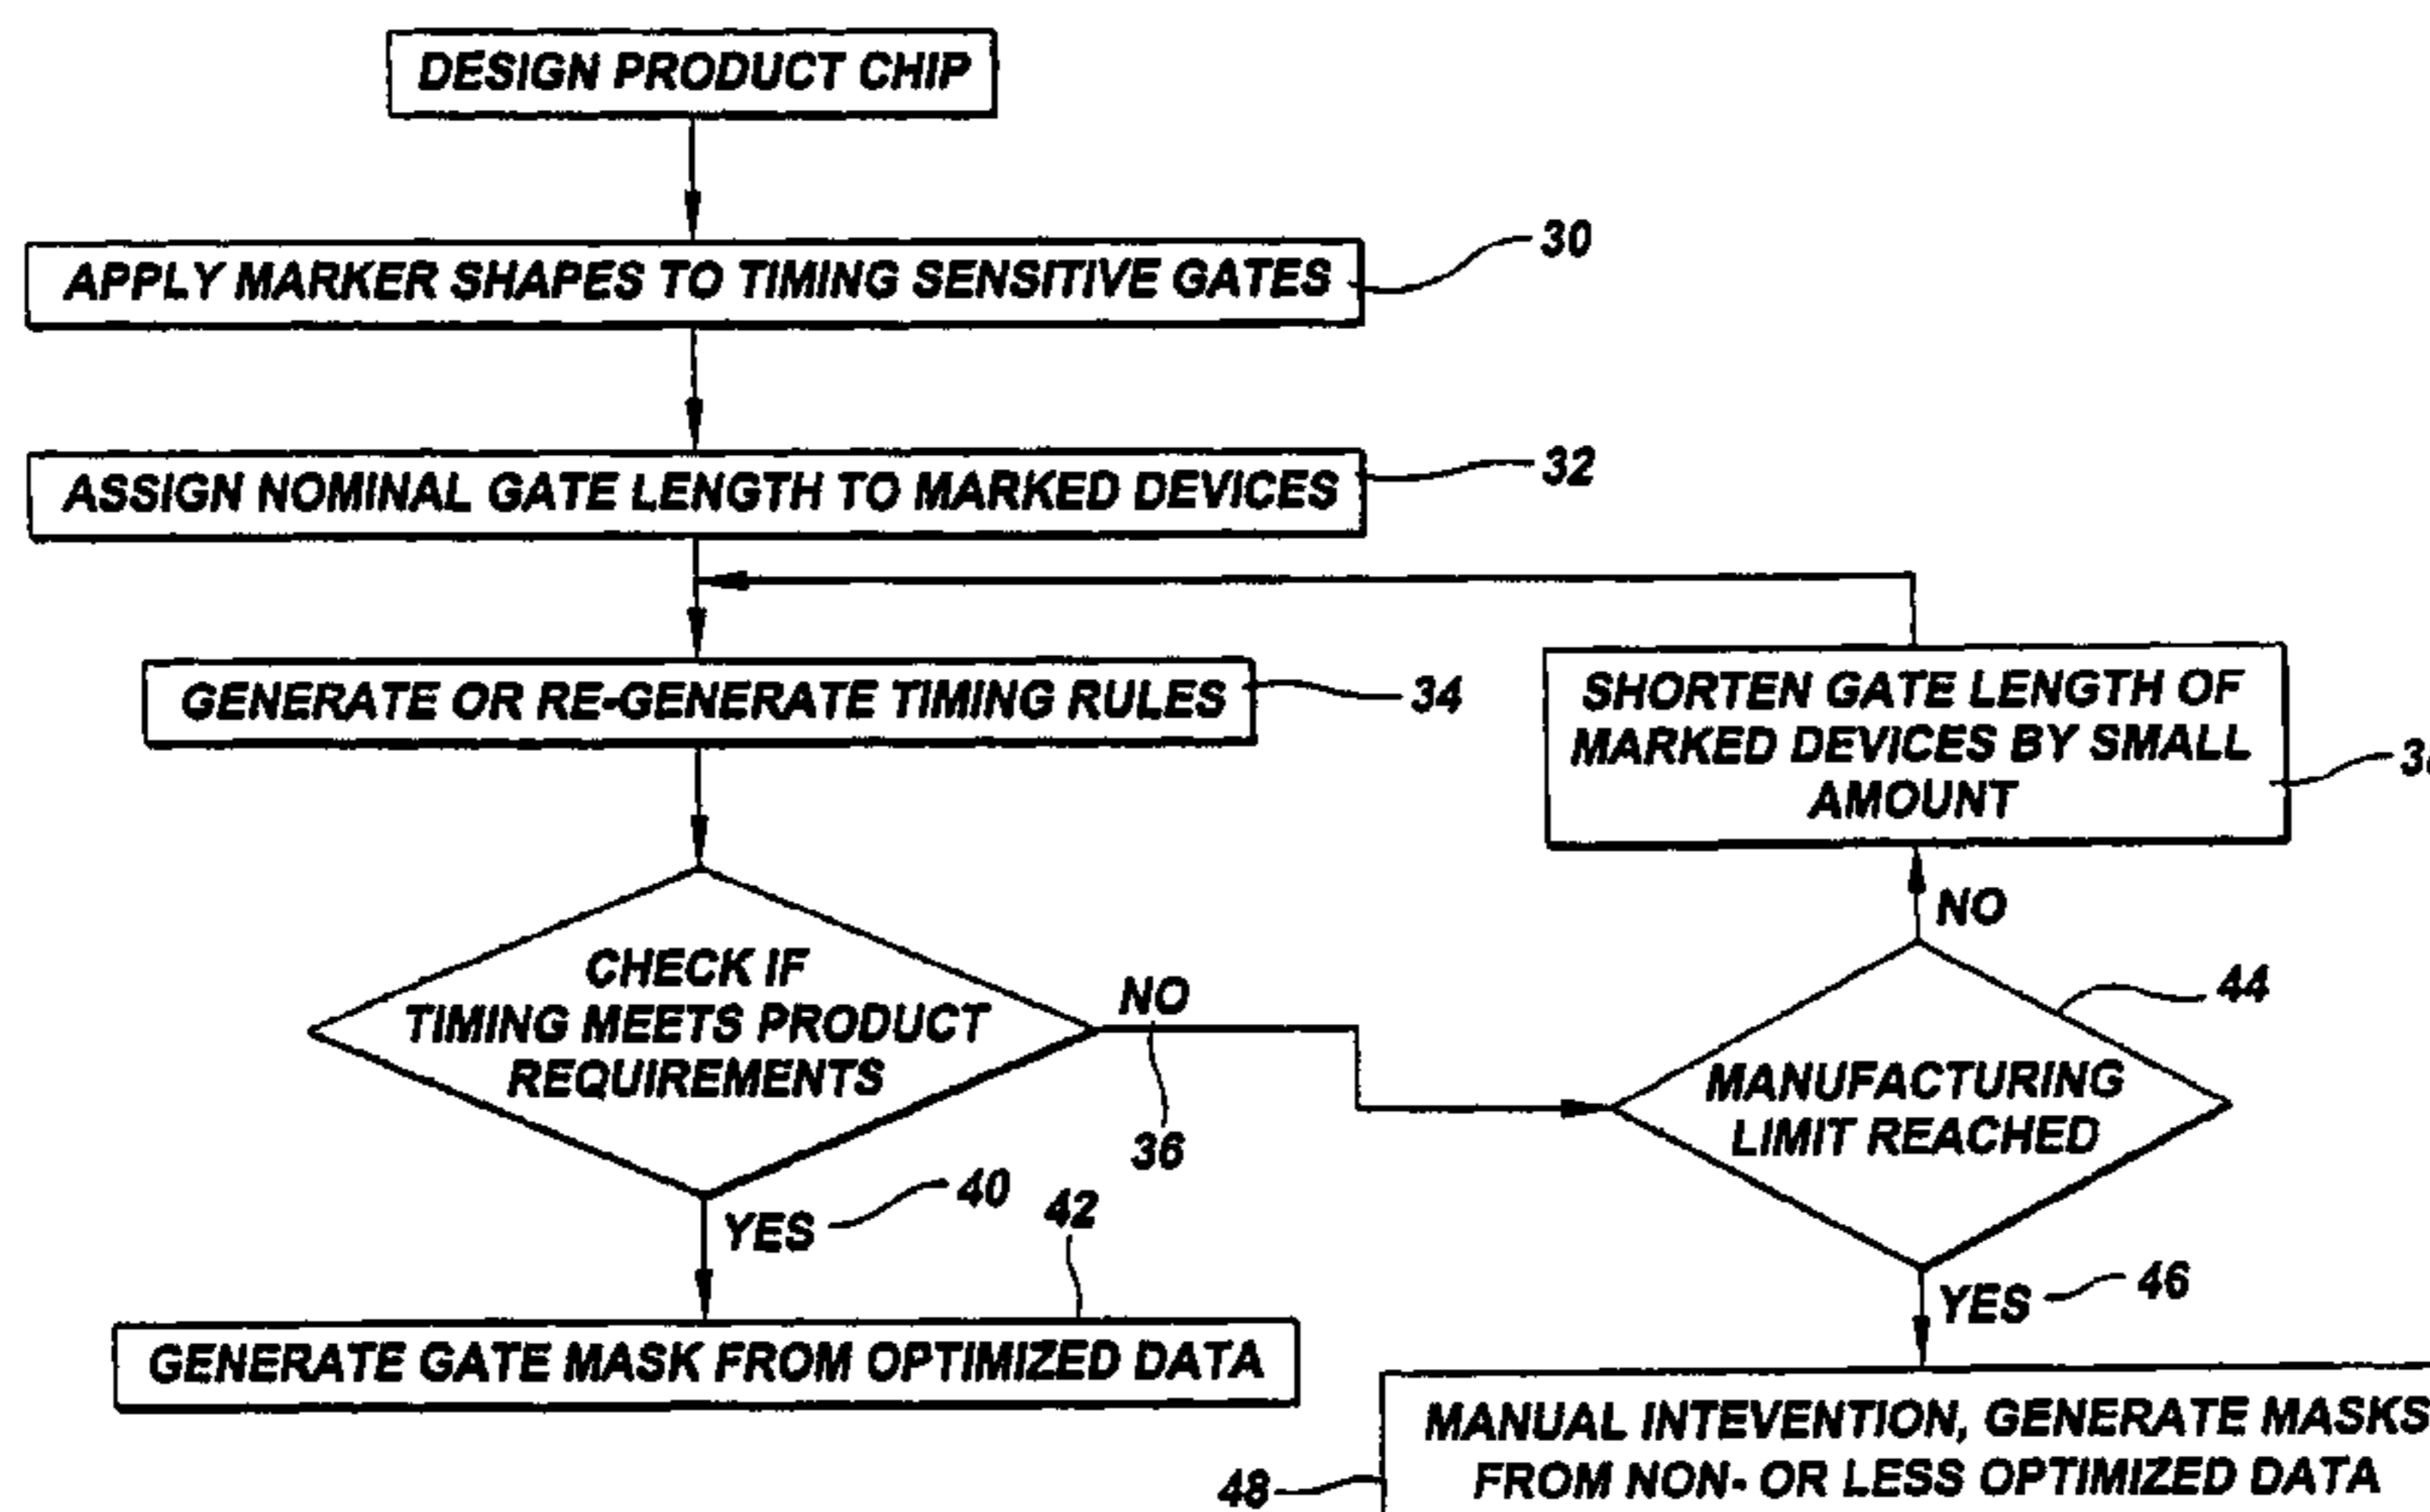 DESIGN PRODUCT CHIP
APPLY MARKER SHAPES TO TIMING SENSITIVE GATES
30
ASSIGN NOMINAL GATE LENGTH TO MARKED DEVICES
32
GENERATE OR RE-GENERATE TIMING RULES
34
SHORTEN GATE LENGTH OF
MARKED DEVICES BY SMALL
AMOUNT
CHECK IF
TIMING MEETS PRODUCT
REQUIREMENTS
NO
36
NO
44
MANUFACTURING
LIMIT REACHED
YES
40
42
YES
46
GENERATE GATE MASK FROM OPTIMIZED DATA
MANUAL INTEVENTION, GENERATE MASKS
FROM NON- OR LESS OPTIMIZED DATA
48